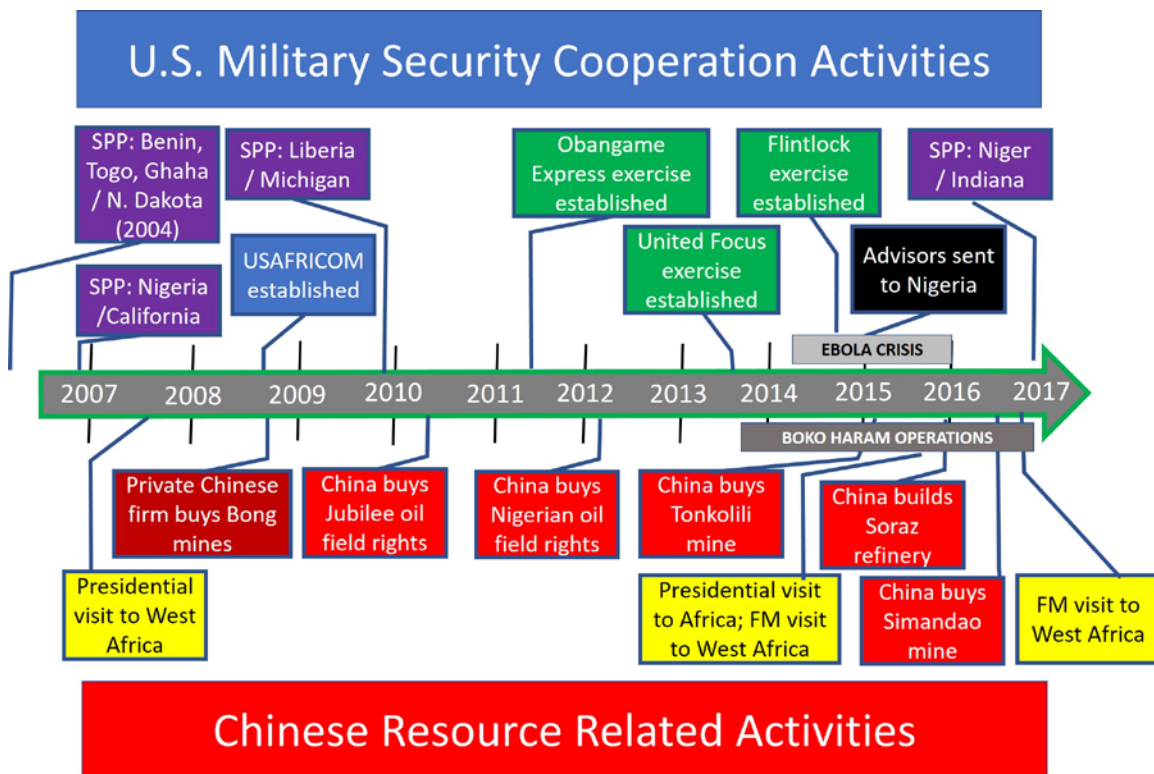 U.S. Military Security Cooperation Activities
SPP: Benin,
Togo, Ghaha
/ N. Dakota
(2004)
SPP: Liberia
/ Michigan
Obangame
Express exercise
established
Flintlock
exercise
established
SPP: Niger
/ Indiana
SPP: Nigeria
/California
USAFRICOM
established
United Focus
exercise
established
Advisors sent
to Nigeria
EBOLA CRISIS
2007
2008
2009
2010
2011
2012
2013
2014
2015
2016
2017
BOKO HARAM OPERATIONS
Private Chinese
firm buys Bong
mines
China buys
Jubilee oil
field rights
China buys
Nigerian oil
field rights
China buys
Tonkolili
mine
China builds
Soraz
refinery
Presidential
visit to West
Africa
Presidential visit
to Africa; FM visit
to West Africa
China buys
Simandao
mine
FM visit to
West Africa
Chinese Resource Related Activities